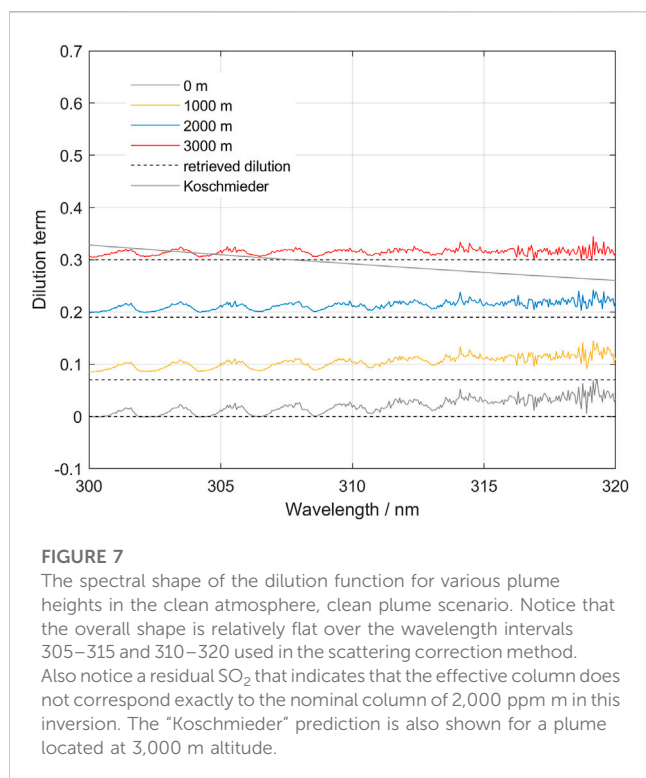 0.7
0.6
0.5
0.4
0.3
0.2
0.1
0
-0.1
Dilution term
0 m
1000 m
2000 m
3000 m
retrieved dilution
Koschmieder
300
305
310
315
320
Wavelength / nm
FIGURE 7
The spectral shape of the dilution function for various plume
heights in the clean atmosphere, clean plume scenario. Notice that
the overall shape is relatively flat over the wavelength intervals
305–315 and 310–320 used in the scattering correction method.
Also notice a residual SO₂ that indicates that the effective column does
not correspond exactly to the nominal column of 2,000 ppm m in this
inversion. The “Koschmieder” prediction is also shown for a plume
located at 3,000 m altitude.